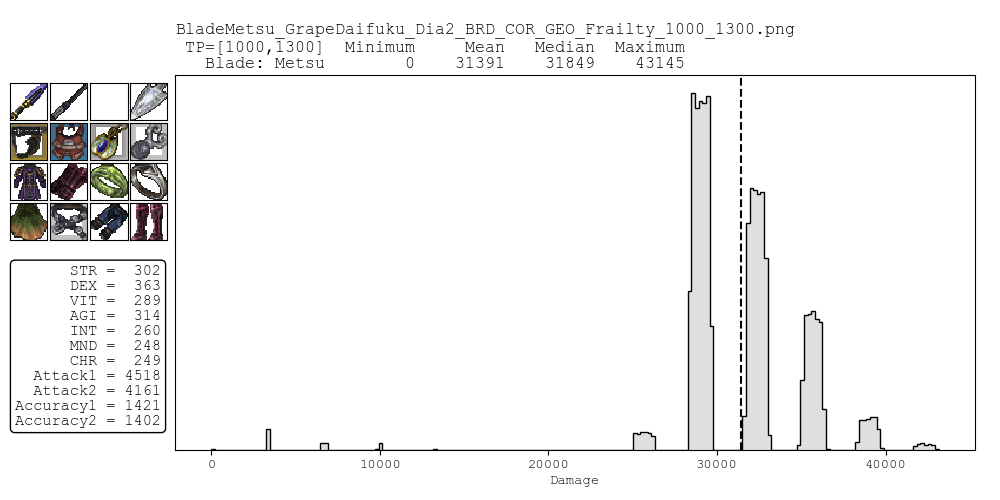 BladeMetsu_GrapeDaifuku_Dia2_BRD_COR_GEO_Frailty_1000_1300.png
TP=[1000,1300] Minimum Mean Median Maximum
Blade: Metsu 0 31391 31849 43145
STR = 302
DEX = 363
VIT = 289
AGI = 314
INT = 260
MND = 248
CHR = 249
Attack1 = 4518
Attack2 = 4161
Accuracy1 = 1421
Accuracy2 = 1402
0 10000 20000 30000 40000
Damage